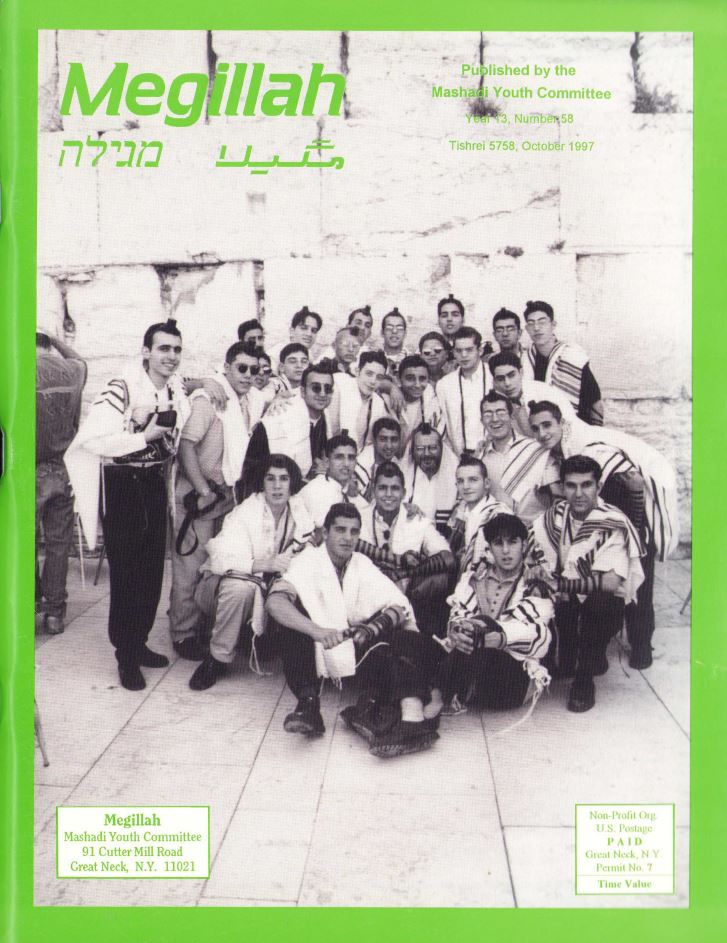 Megillah
מגילה مگیلا
Published by the
Mashadi Youth Committee
Year 13, Number 58
Tishrei 5758, October 1997
Megillah
Mashadi Youth Committee
91 Cutter Mill Road
Great Neck, N.Y. 11021
Non-Profit Org.
U.S. Postage
PAID
Great Neck, N.Y.
Permit No. 7
Time Value